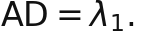 AD = λ₁.